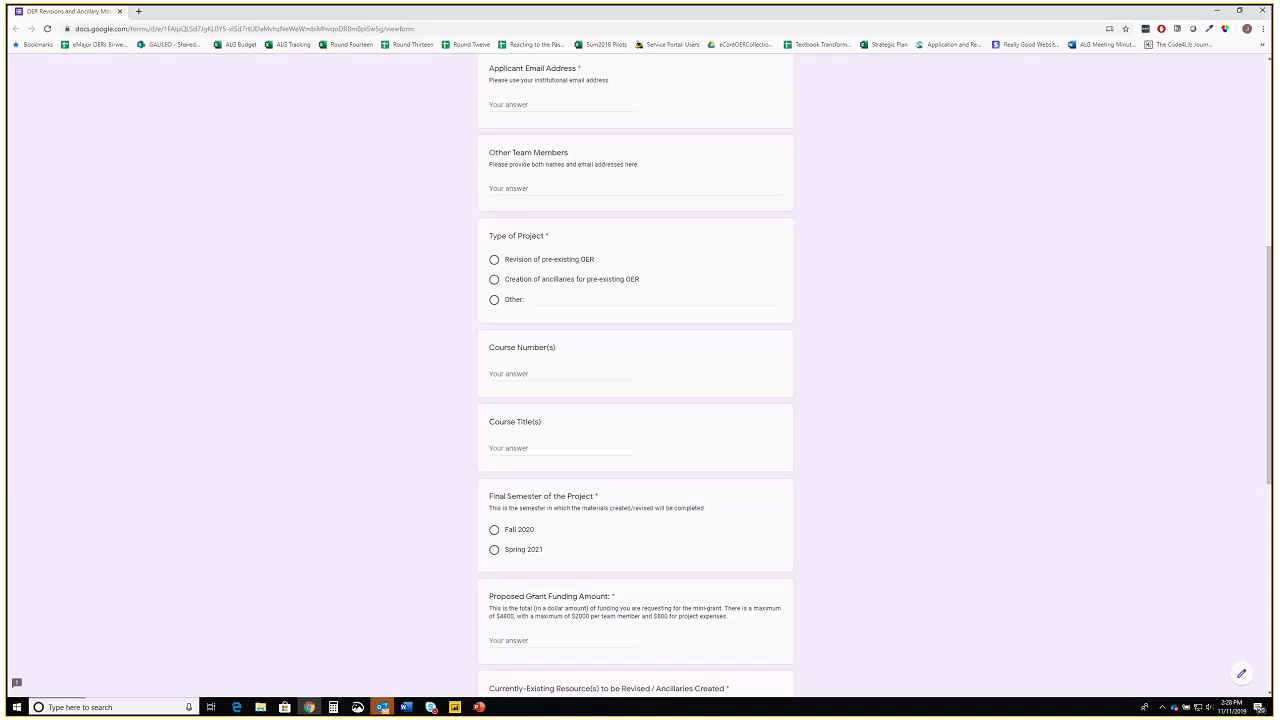 OER Revisions and Ancillary Ma
docs.google.com/forms/d/e/
/viewform
Bookmarks
eMajor OERs Br-we...
GALILEO - Shared...
ALG Budget
ALG Tracking
Round Fourteen
Round Thirteen
Round Twelve
Reacting to the Pas...
Sum2018 Pilots
Service Portal: Users
eCoreOERCollectio...
Textbook Transform...
Strategic Plan
Application and Re...
Really Good Websit...
ALG Meeting Minut...
The Code4Lib Journ...
Applicant Email Address *
Please use your institutional email address.
Your answer
Other Team Members
Please provide both names and email addresses here.
Your answer
Type of Project *
Revision of pre-existing OER
Creation of ancillaries for pre-existing OER
Other:
Course Number(s)
Your answer
Course Title(s)
Your answer
Final Semester of the Project *
This is the semester in which the materials created/revised will be completed.
Fall 2020
Spring 2021
Proposed Grant Funding Amount: *
This is the total (in a dollar amount) of funding you are requesting for the mini-grant. There is a maximum
of $4800, with a maximum of $2000 per team member and $800 for project expenses.
Your answer
Currently-Existing Resource(s) to be Revised / Ancillaries Created *
Type here to search
2:28 PM
11/11/2019